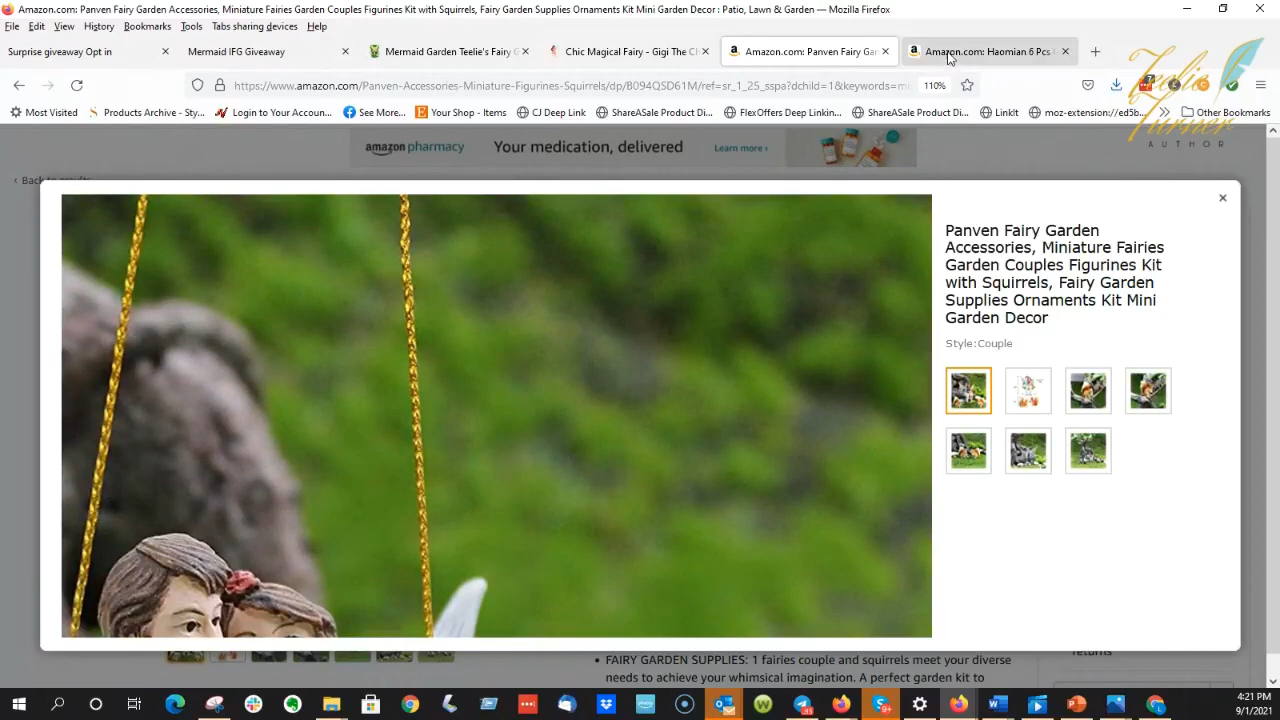 Amazon.com: Panven Fairy Garden Accessories, Miniature Fairies Garden Couples Figurines Kit with Squirrels, Fairy Garden Supplies Ornaments Kit Mini Garden Decor : Patio, Lawn & Garden — Mozilla Firefox
File Edit View History Bookmarks Tools Tabs sharing devices Help
Surprise giveaway Opt in
Mermaid IFG Giveaway
Mermaid Garden Teelie's Fairy G
Chic Magical Fairy - Gigi The Ch
Amazon.com: Panven Fairy Gar
Amazon.com: Haomian 6 Pcs
https://www.amazon.com/Panven-Accessories-Miniature-Figurines-Squirrels/dp/B094QSD61M/ref=sr_1_25_sspa?dchild=1&keywords=m
110%
Most Visited
Products Archive - Sty...
Login to Your Accoun...
See More...
Your Shop - Items
CJ Deep Link
ShareASale Product Di...
FlexOffers Deep Linkin...
ShareASale Product Di...
LinkIt
moz-extension://ed5b...
Other Bookmarks
Teelie
Turner
AUTHOR
amazon pharmacy
Your medication, delivered
Learn more ›
‹ Back to results
Panven Fairy Garden
Accessories, Miniature Fairies
Garden Couples Figurines Kit
with Squirrels, Fairy Garden
Supplies Ornaments Kit Mini
Garden Decor
Style:Couple
returns
• FAIRY GARDEN SUPPLIES: 1 fairies couple and squirrels meet your diverse
needs to achieve your whimsical imagination. A perfect garden kit to
4:21 PM
9/1/2021